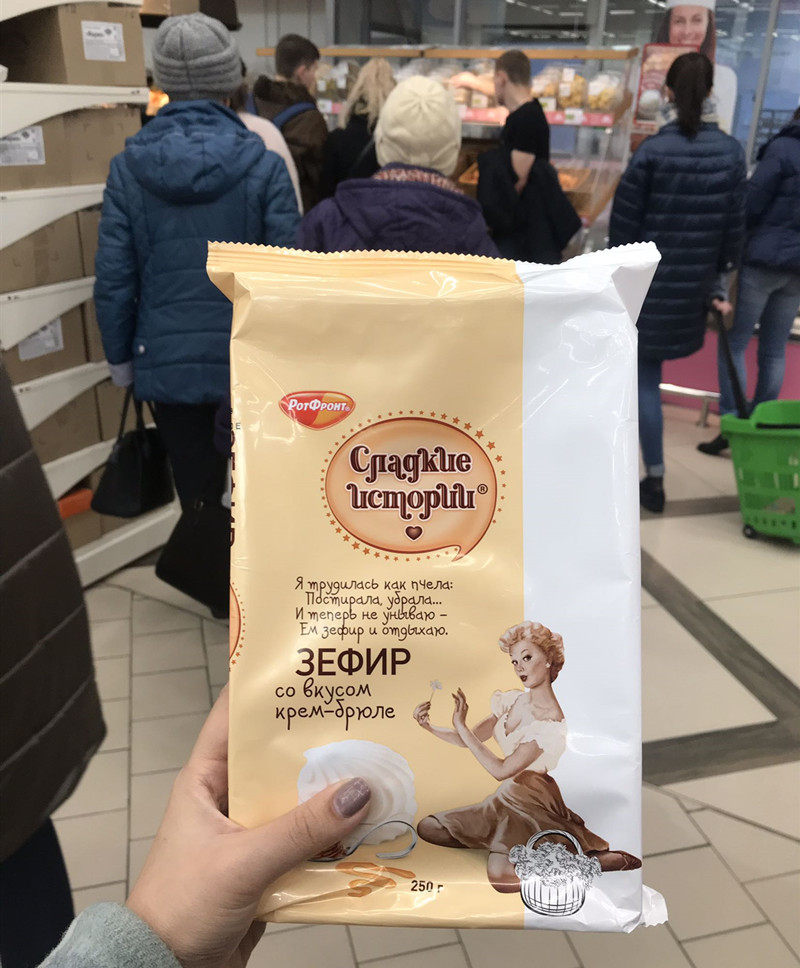 РотФронт®
Сладкие
истории®
Я трудилась как пчела:
Постирала, убрала...
И теперь не унываю –
Ем зефир и отдыхаю.
ЗЕФИР
со вкусом
крем-брюле
250 г